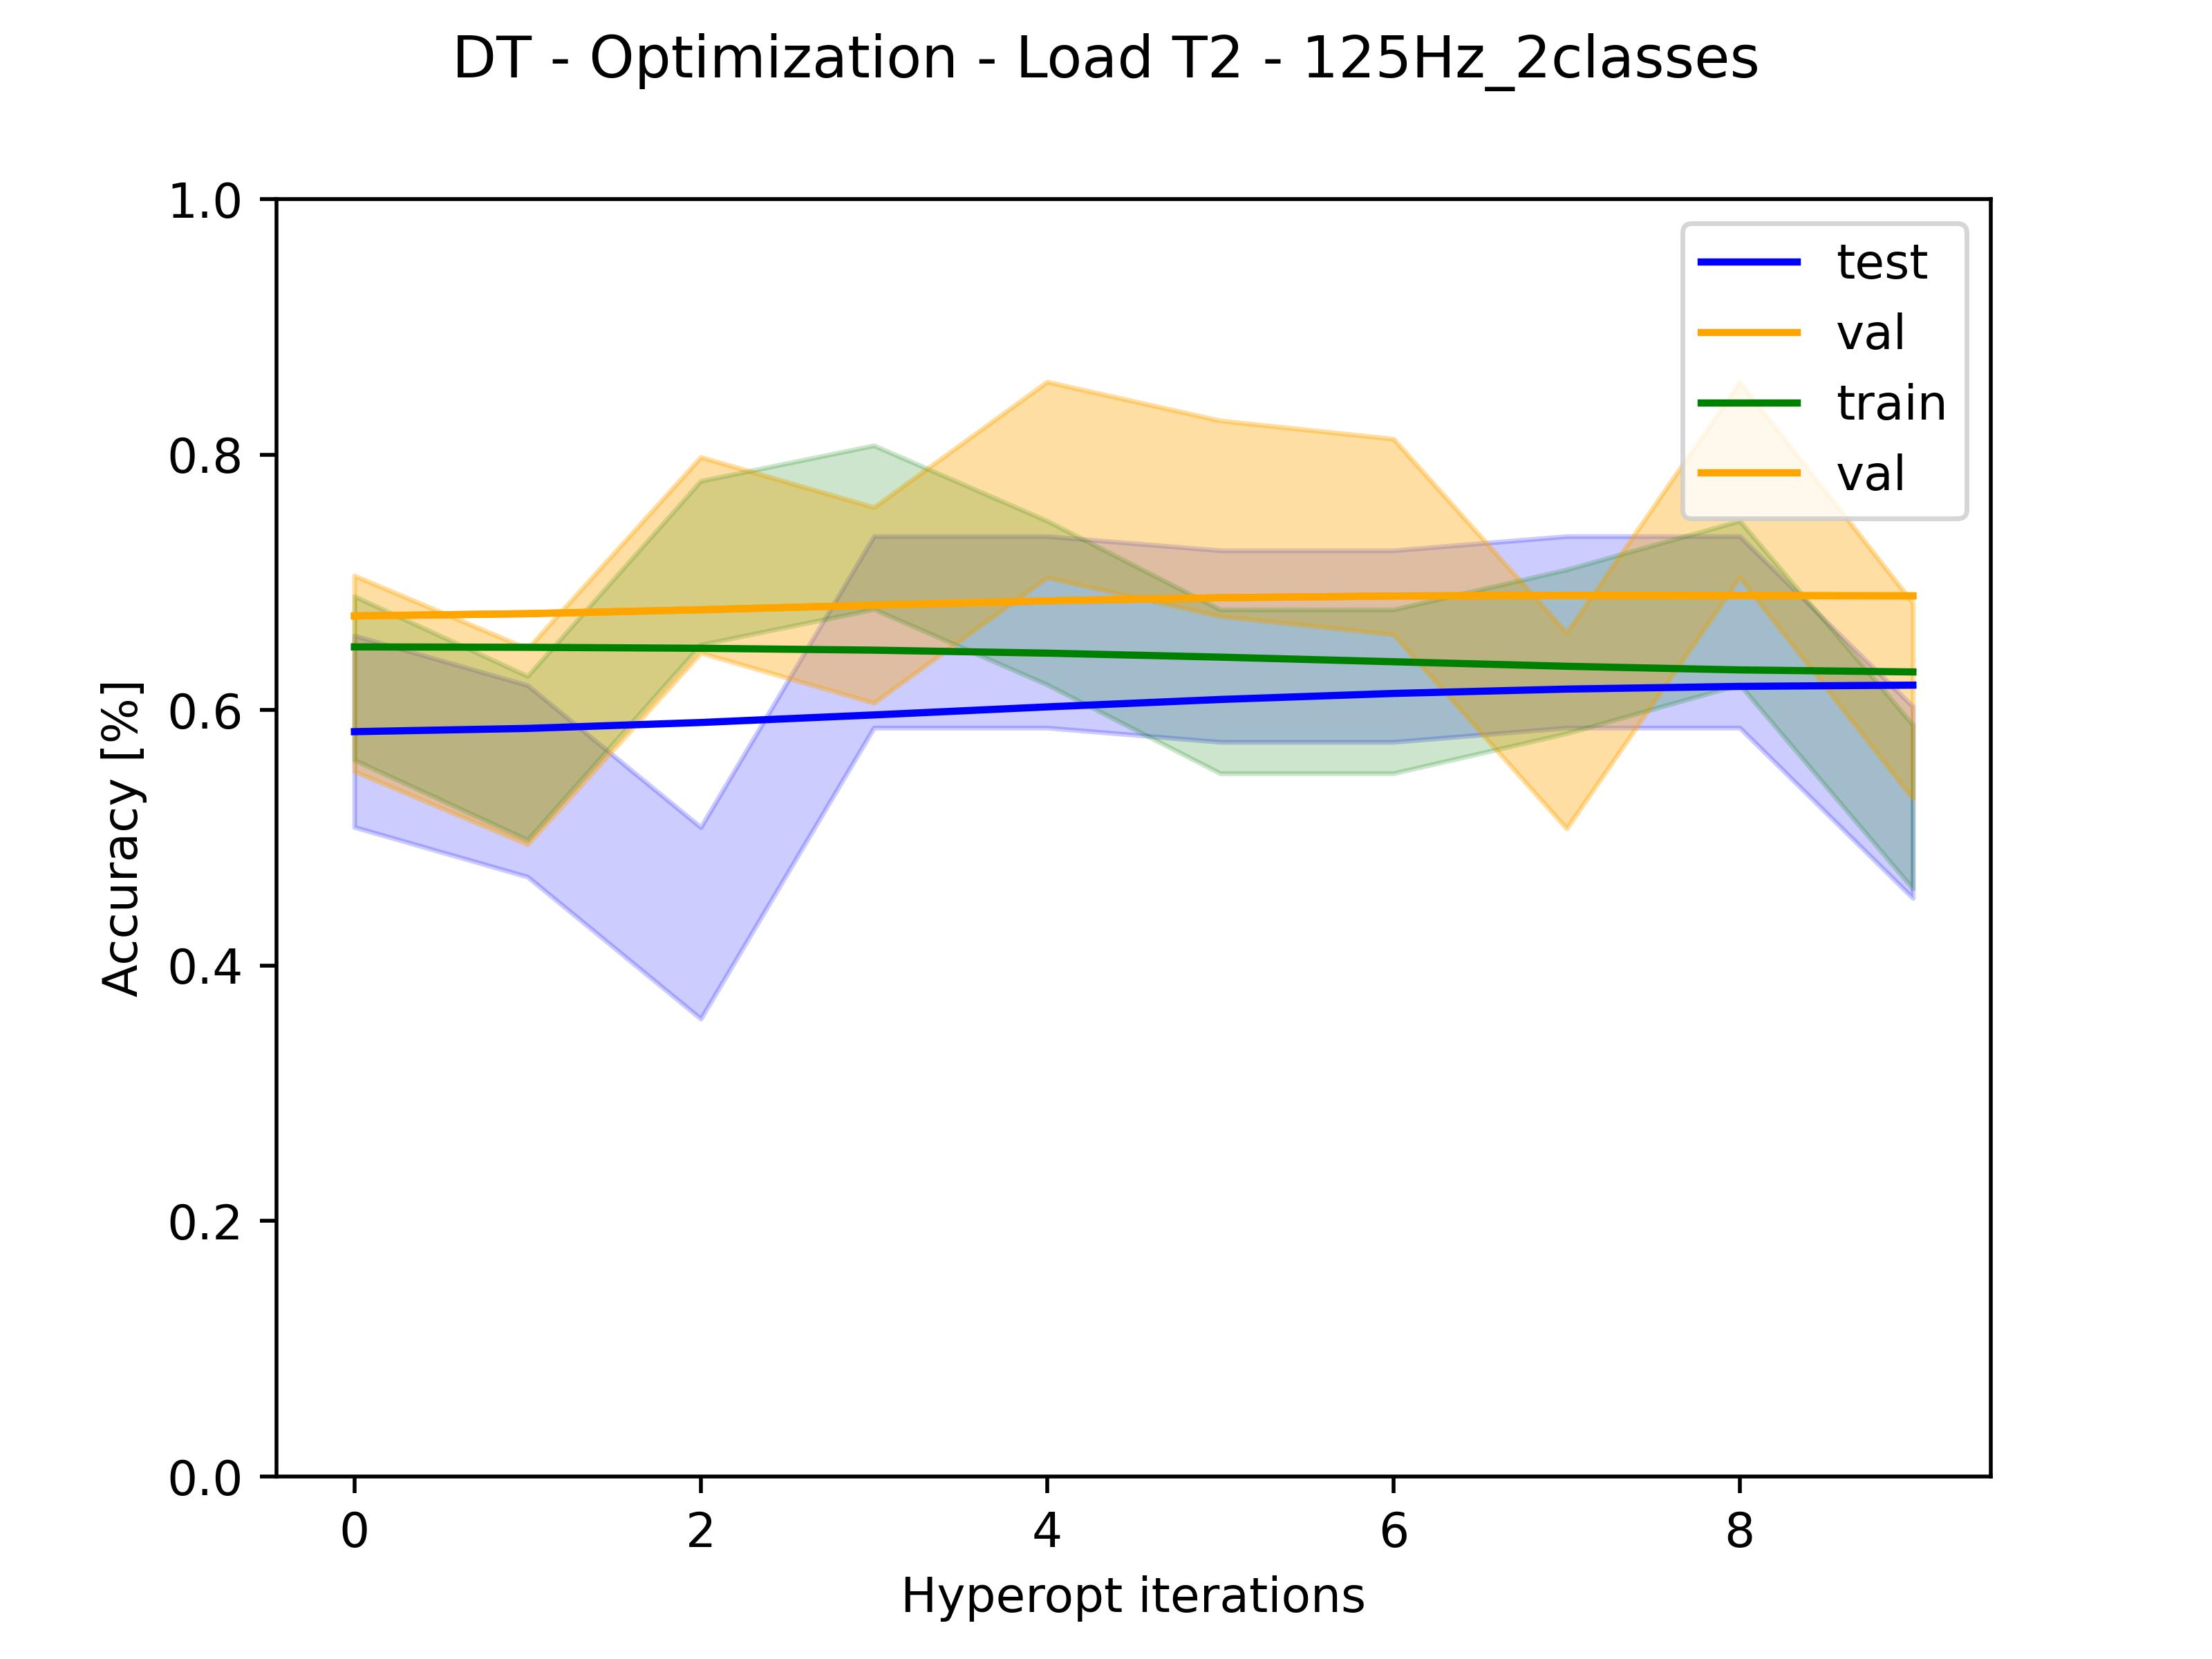 DT - Optimization - Load T2 - 125Hz_2classes
1.0
0.8
0.6
0.4
0.2
0.0
Accuracy [%]
test
val
train
val
0 2 4 6 8
Hyperopt iterations